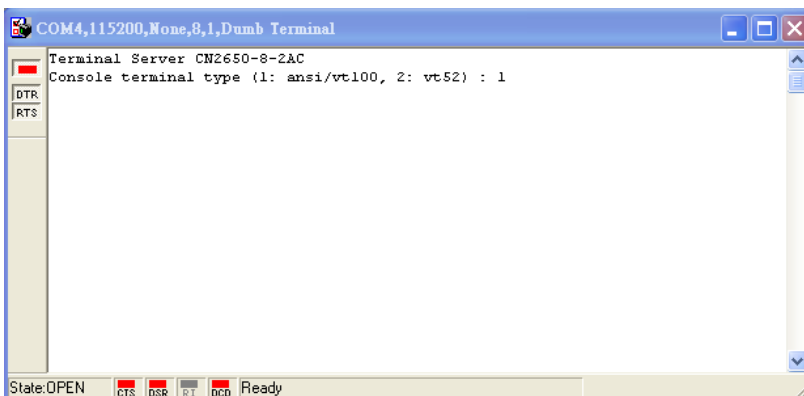 COM4,115200,None,8,1,Dumb Terminal
Terminal Server CN2650-8-2AC
Console terminal type (1: ansi/vt100, 2: vt52) : 1
DTR
RTS
State:OPEN CTS DSR RI DCD Ready